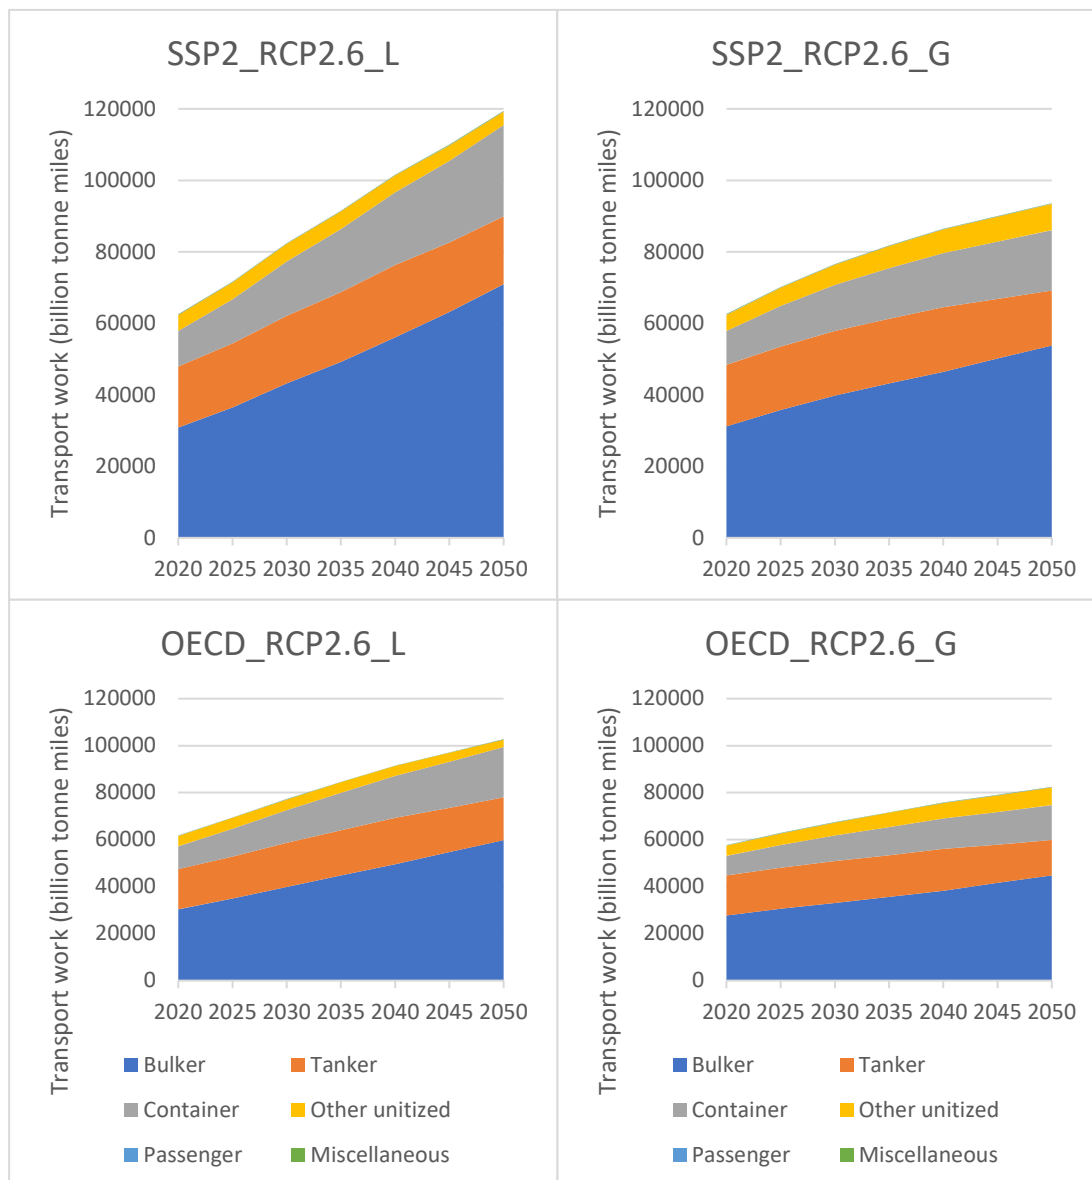 SSP2_RCP2.6_L
Transport work (billion tonne miles)
120000
100000
80000
60000
40000
20000
0
2020 2025 2030 2035 2040 2045 2050
SSP2_RCP2.6_G
Transport work (billion tonne miles)
120000
100000
80000
60000
40000
20000
0
2020 2025 2030 2035 2040 2045 2050
OECD_RCP2.6_L
Transport work (billion tonne miles)
120000
100000
80000
60000
40000
20000
0
2020 2025 2030 2035 2040 2045 2050
Bulker Tanker
Container Other unitized
Passenger Miscellaneous
OECD_RCP2.6_G
Transport work (billion tonne miles)
120000
100000
80000
60000
40000
20000
0
2020 2025 2030 2035 2040 2045 2050
Bulker Tanker
Container Other unitized
Passenger Miscellaneous